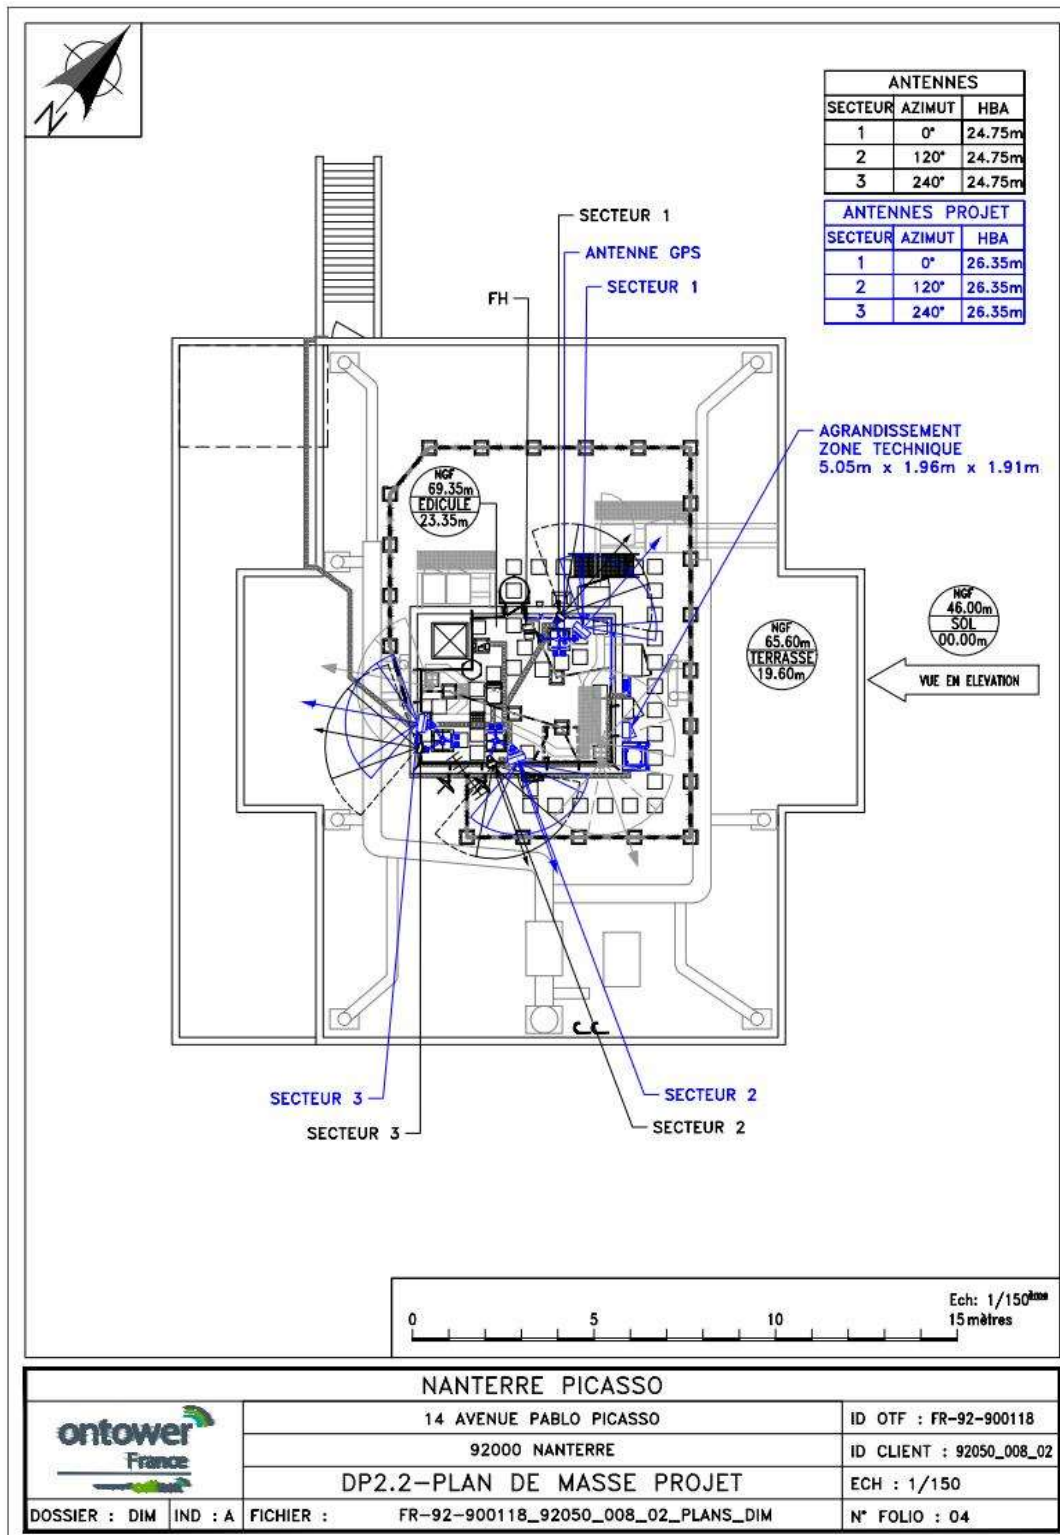 N
ANTENNES
SECTEUR AZIMUT HBA
1 0° 24.75m
2 120° 24.75m
3 240° 24.75m
ANTENNES PROJET
SECTEUR AZIMUT HBA
1 0° 26.35m
2 120° 26.35m
3 240° 26.35m
SECTEUR 1
ANTENNE GPS
SECTEUR 1
FH
AGRANDISSEMENT
ZONE TECHNIQUE
5.05m x 1.96m x 1.91m
NGF
69.35m
EDICULE
23.35m
NGF
46.00m
SOL
00.00m
NGF
65.60m
TERRASSE
19.60m
VUE EN ELEVATION
SECTEUR 3
SECTEUR 3
SECTEUR 2
SECTEUR 2
Ech: 1/150ème
0 5 10 15 mètres
NANTERRE PICASSO
ontower
France
14 AVENUE PABLO PICASSO
ID OTF : FR-92-900118
92000 NANTERRE
ID CLIENT : 92050_008_02
DP2.2-PLAN DE MASSE PROJET
ECH : 1/150
DOSSIER : DIM
IND : A
FICHIER : FR-92-900118_92050_008_02_PLANS_DIM
N° FOLIO : 04